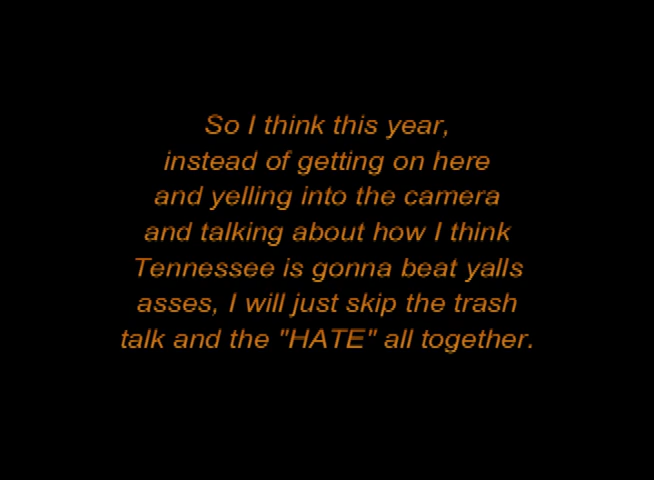 So I think this year,
instead of getting on here
and yelling into the camera
and talking about how I think
Tennessee is gonna beat yalls
asses, I will just skip the trash
talk and the "HATE" all together.